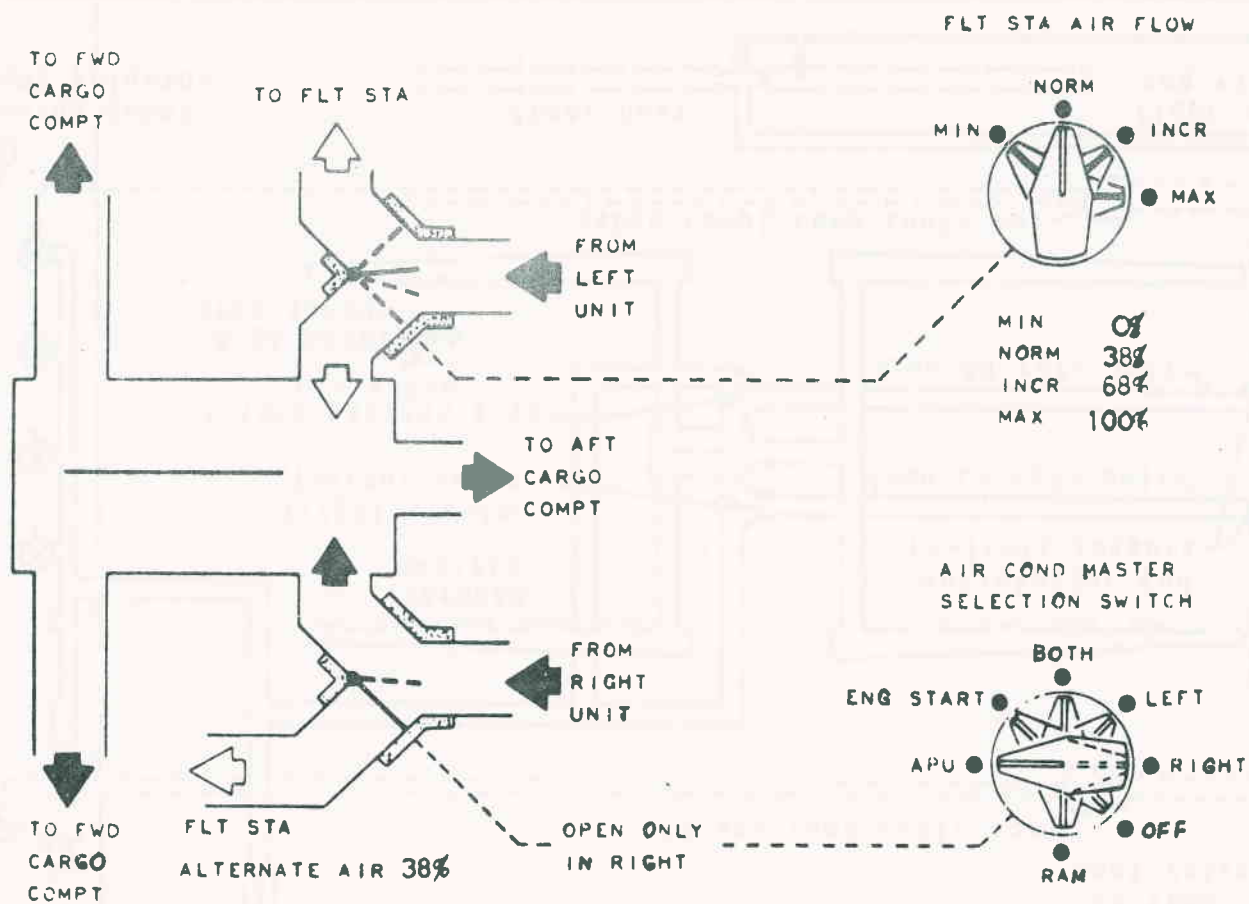 FLT STA AIR FLOW
TO FWD
CARGO
COMPT
TO FLT STA
NORM
MIN
INCR
MAX
FROM
LEFT
UNIT
MIN 0%
NORM 38%
INCR 68%
MAX 100%
TO AFT
CARGO
COMPT
AIR COND MASTER
SELECTION SWITCH
FROM
RIGHT
UNIT
BOTH
ENG START
LEFT
APU
RIGHT
OFF
RAM
TO FWD
CARGO
COMPT
FLT STA
ALTERNATE AIR 38%
OPEN ONLY
IN RIGHT